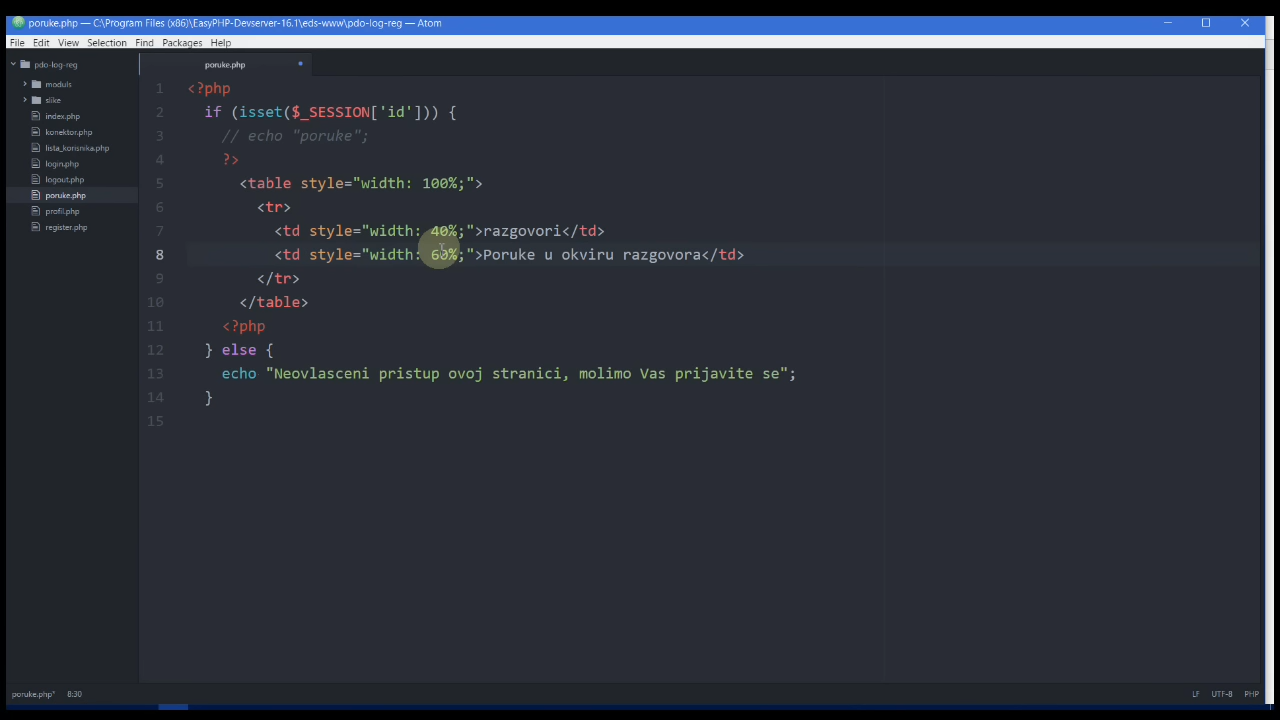 poruke.php — C:\Program Files (x86)\EasyPHP-Devserver-16.1\eds-www\pdo-log-reg — Atom
File Edit View Selection Find Packages Help
pdo-log-reg
moduls
slike
index.php
konektor.php
lista_korisnika.php
login.php
logout.php
poruke.php
profil.php
register.php
poruke.php
1 <?php
2 if (isset($_SESSION['id'])) {
3 // echo "poruke";
4 ?>
5 <table style="width: 100%;">
6 <tr>
7 <td style="width: 40%;">razgovori</td>
8 <td style="width: 60%;">Poruke u okviru razgovora</td>
9 </tr>
10 </table>
11 <?php
12 } else {
13 echo "Neovlasceni pristup ovoj stranici, molimo Vas prijavite se";
14 }
15
poruke.php* 8:30 LF UTF-8 PHP